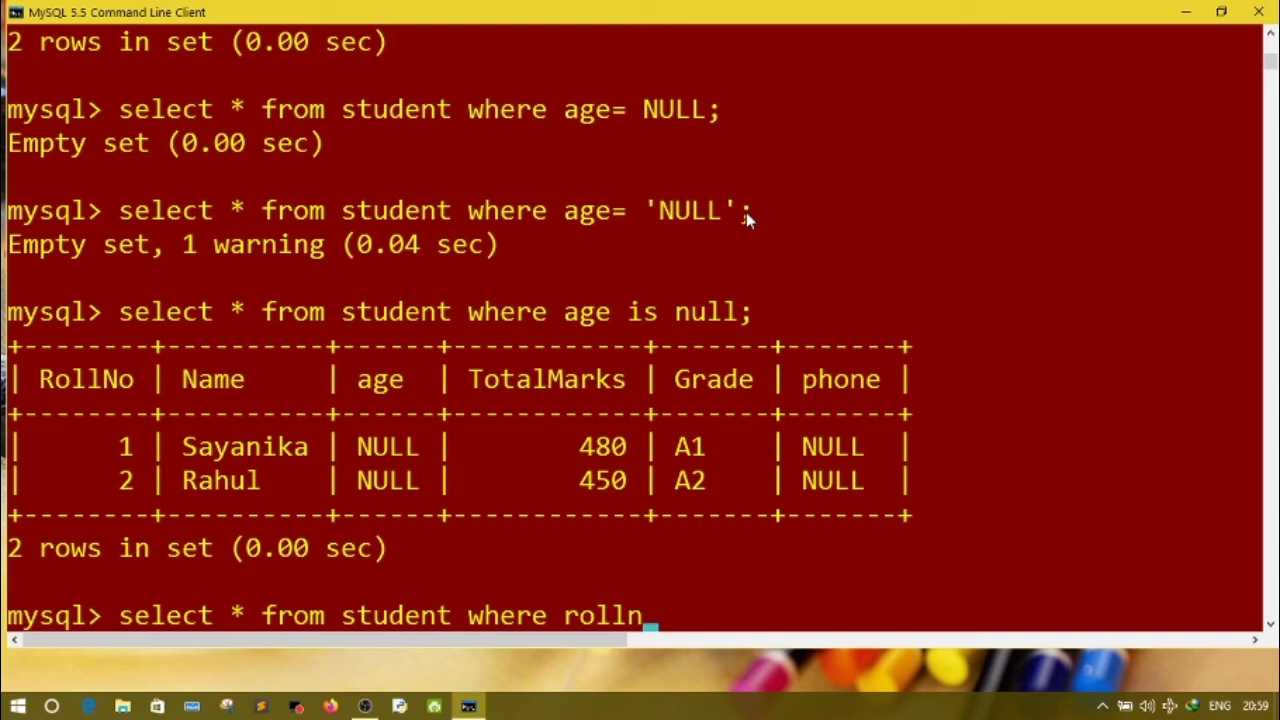 MySQL 5.5 Command Line Client
2 rows in set (0.00 sec)
mysql> select * from student where age= NULL;
Empty set (0.00 sec)
mysql> select * from student where age= 'NULL';
Empty set, 1 warning (0.04 sec)
mysql> select * from student where age is null;
+--------+----------+------+------------+-------+-------+
| RollNo | Name     | age  | TotalMarks | Grade | phone |
+--------+----------+------+------------+-------+-------+
|      1 | Sayanika | NULL |        480 | A1    | NULL  |
|      2 | Rahul    | NULL |        450 | A2    | NULL  |
+--------+----------+------+------------+-------+-------+
2 rows in set (0.00 sec)
mysql> select * from student where rolln
ENG 20:59